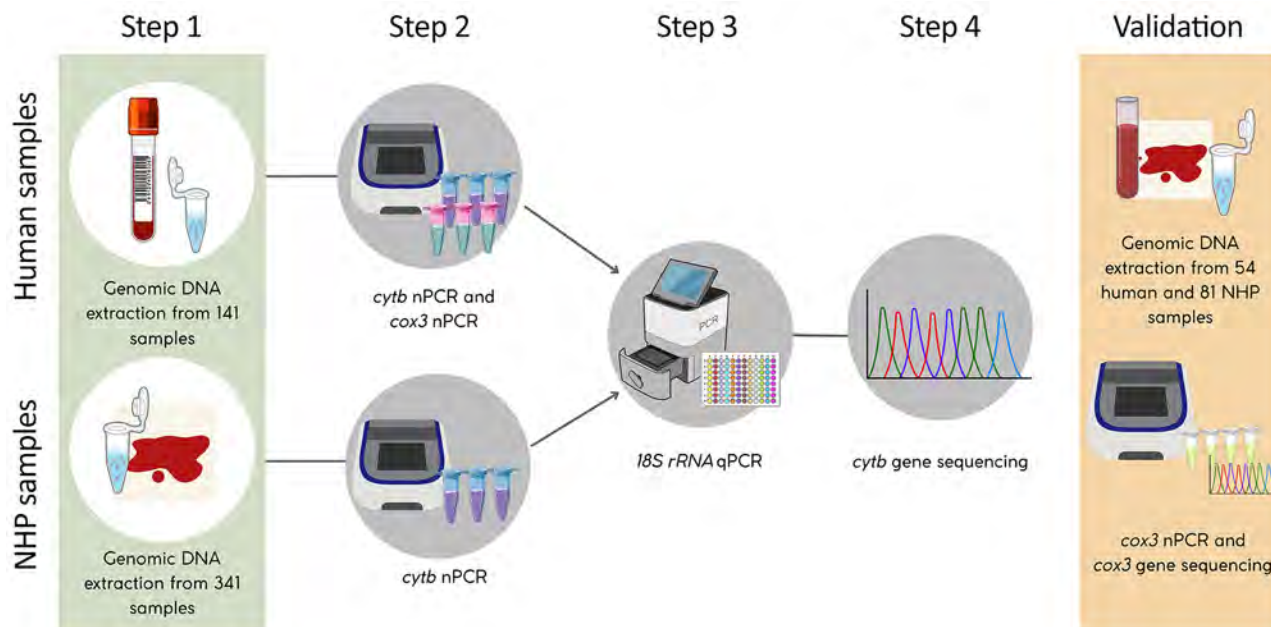 Step 1
Step 2
Step 3
Step 4
Validation
Human samples
Genomic DNA
extraction from 141
samples
cytb nPCR and
cox3 nPCR
PCR
18S rRNA qPCR
cytb gene sequencing
Genomic DNA
extraction from 54
human and 81 NHP
samples
NHP samples
Genomic DNA
extraction from 341
samples
cytb nPCR
cox3 nPCR and
cox3 gene sequencing